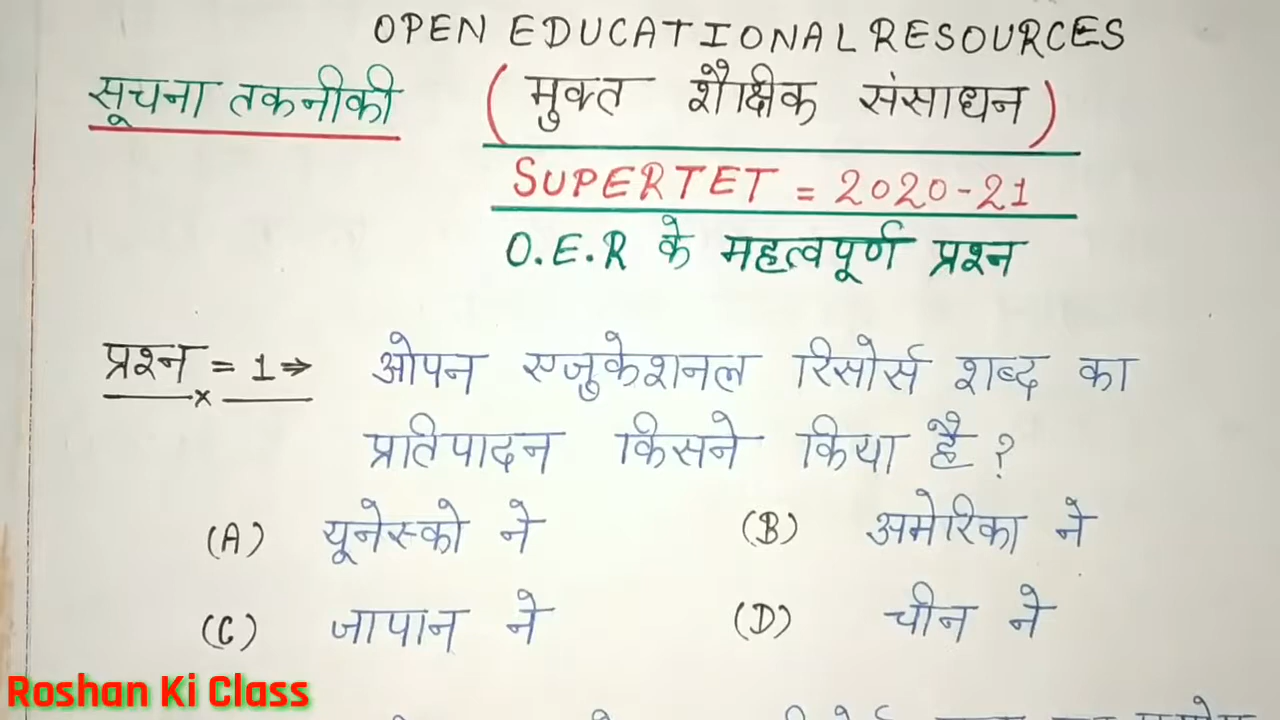 OPEN EDUCATIONAL RESOURCES
सूचना तकनीकी
(मुक्त शैक्षिक संसाधन)
SUPERTET = 2020-21
O.E.R के महत्वपूर्ण प्रश्न
प्रश्न = 1⇒ ओपन एजुकेशनल रिसोर्स शब्द का
प्रतिपादन किसने किया है?
(A) यूनेस्को ने (B) अमेरिका ने
(C) जापान ने (D) चीन ने
Roshan Ki Class